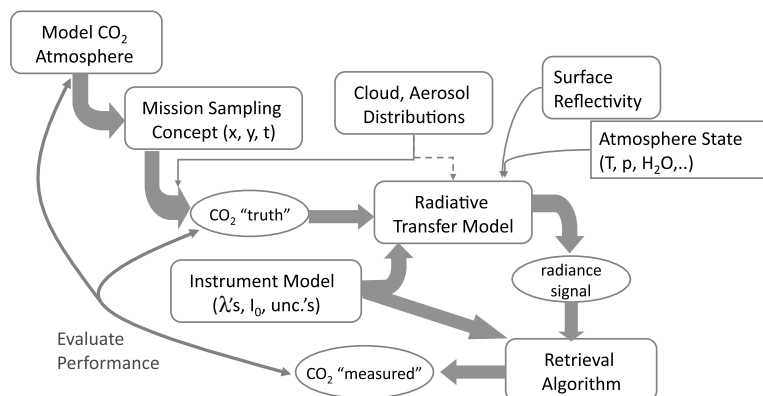 Model CO₂
Atmosphere
Mission Sampling
Concept (x, y, t)
Cloud, Aerosol
Distributions
Surface
Reflectivity
Atmosphere State
(T, p, H₂O,..)
CO₂ “truth”
Radiative
Transfer Model
Instrument Model
(λ’s, I₀, unc.’s)
radiance
signal
Evaluate
Performance
CO₂ “measured”
Retrieval
Algorithm